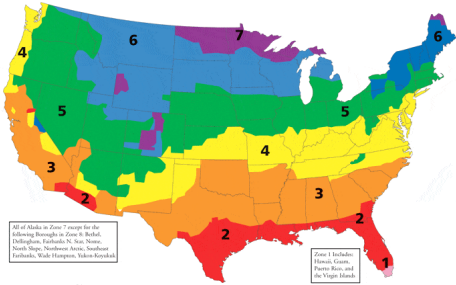 7
6
6
4
5
5
4
3
3
2
2
2
1
All of Alaska in Zone 7 except for the
following Boroughs in Zone 8: Bethel,
Dellingham, Fairbanks N. Star, Nome,
North Slope, Northwest Arctic, Southeast
Fairbanks, Wade Hampton, Yukon-Koyukuk
Zone 1 Includes:
Hawaii, Guam,
Puerto Rico, and
the Virgin Islands